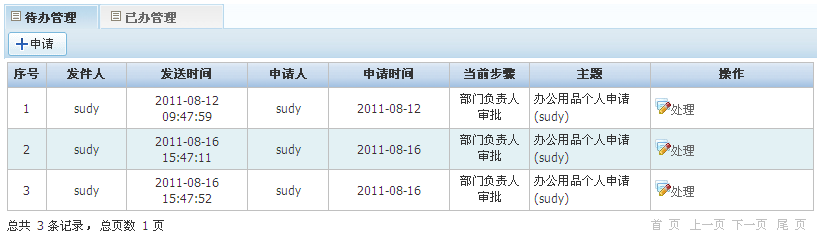 待办管理 已办管理
申请
序号 发件人 发送时间 申请人 申请时间 当前步骤 主题 操作
1 sudy 2011-08-12 09:47:59 sudy 2011-08-12 部门负责人审批 办公用品个人申请(sudy) 处理
2 sudy 2011-08-16 15:47:11 sudy 2011-08-16 部门负责人审批 办公用品个人申请(sudy) 处理
3 sudy 2011-08-16 15:47:52 sudy 2011-08-16 部门负责人审批 办公用品个人申请(sudy) 处理
总共 3 条记录，总页数 1 页 首 页 上一页 下一页 尾 页